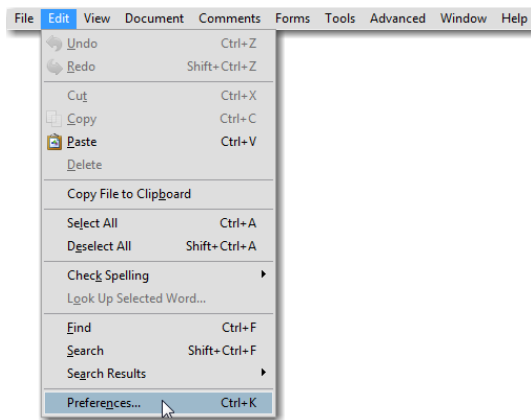 File Edit View Document Comments Forms Tools Advanced Window Help
Undo Ctrl+Z
Redo Shift+Ctrl+Z
Cut Ctrl+X
Copy Ctrl+C
Paste Ctrl+V
Delete
Copy File to Clipboard
Select All Ctrl+A
Deselect All Shift+Ctrl+A
Check Spelling
Look Up Selected Word...
Find Ctrl+F
Search Shift+Ctrl+F
Search Results
Preferences... Ctrl+K